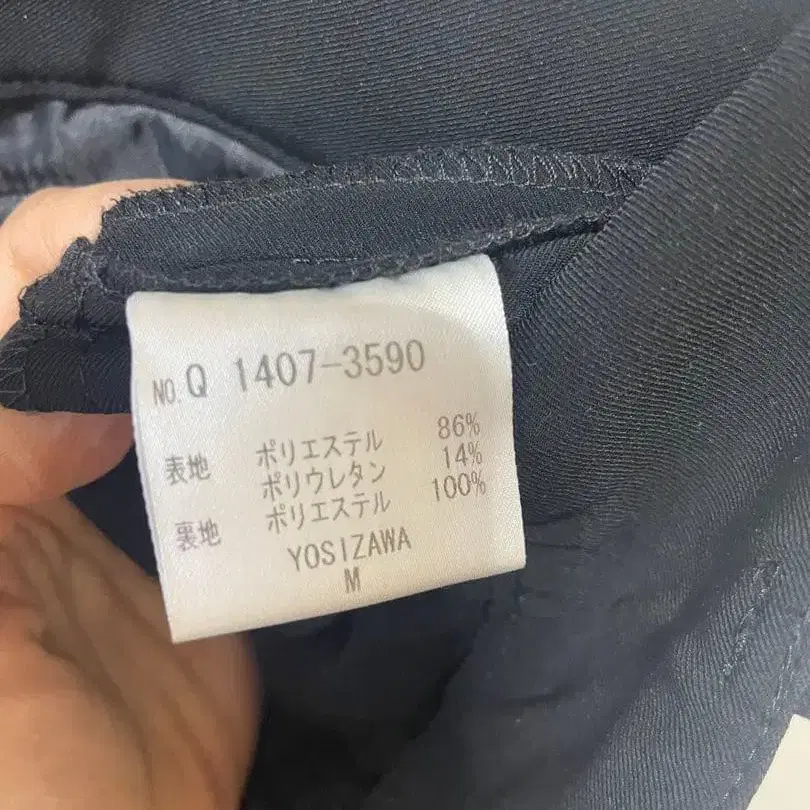 NO. Q 1407-3590
表地 ポリエステル 86%
ポリウレタン 14%
裏地 ポリエステル 100%
YOSIZAWA
M